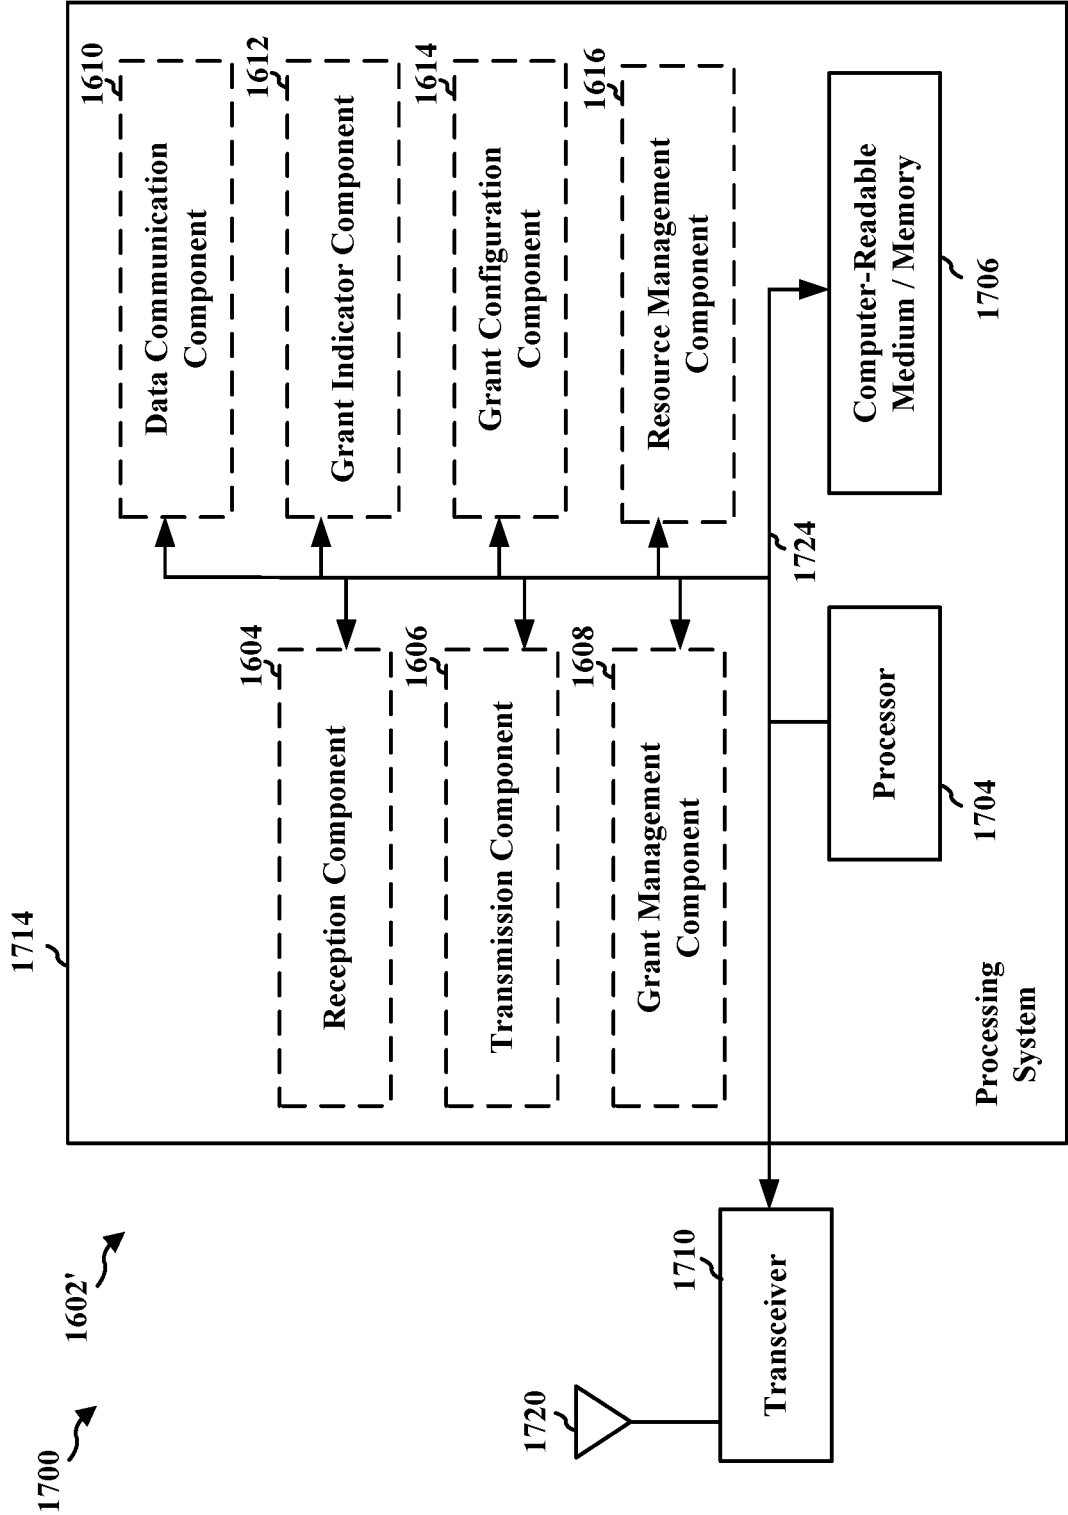 1700
1602'
1714
1610
Data Communication
Component
1604
Reception Component
1612
Grant Indicator Component
1606
Transmission Component
1614
Grant Configuration
Component
1608
Grant Management
Component
1616
Resource Management
Component
1720
1710
Transceiver
1724
Processor
1704
Computer-Readable
Medium / Memory
1706
Processing
System